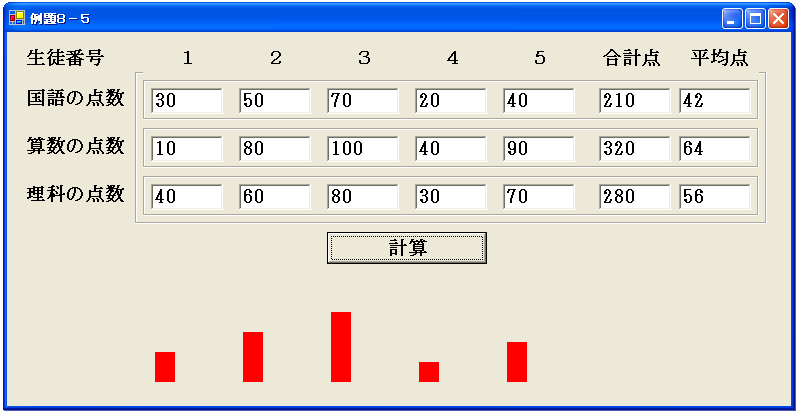 例題8－5
生徒番号 1 2 3 4 5 合計点 平均点
国語の点数 30 50 70 20 40 210 42
算数の点数 10 80 100 40 90 320 64
理科の点数 40 60 80 30 70 280 56
計算